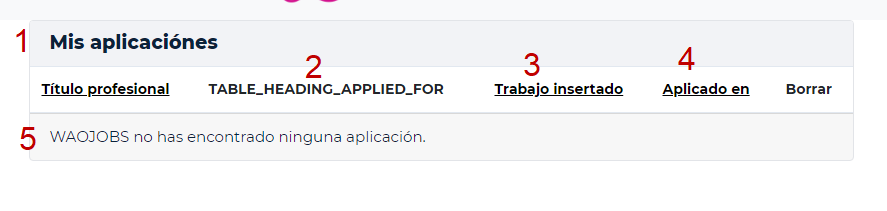 1 Mis aplicaciónes
2 3 4
Título profesional TABLE_HEADING_APPLIED_FOR Trabajo insertado Aplicado en Borrar
5 WAOJOBS no has encontrado ninguna aplicación.